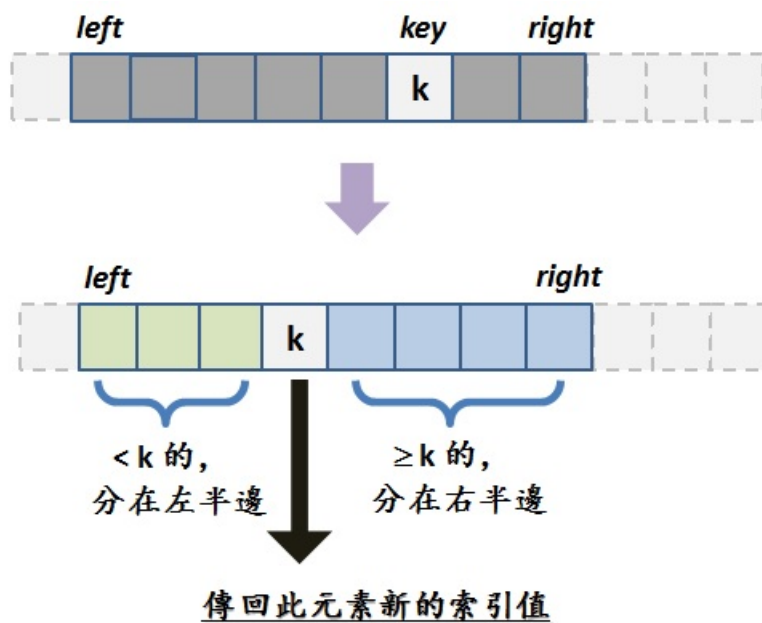 left key right
k
left right
k
<k 的, ≥k 的,
分在左半邊 分在右半邊
傳回此元素新的索引值